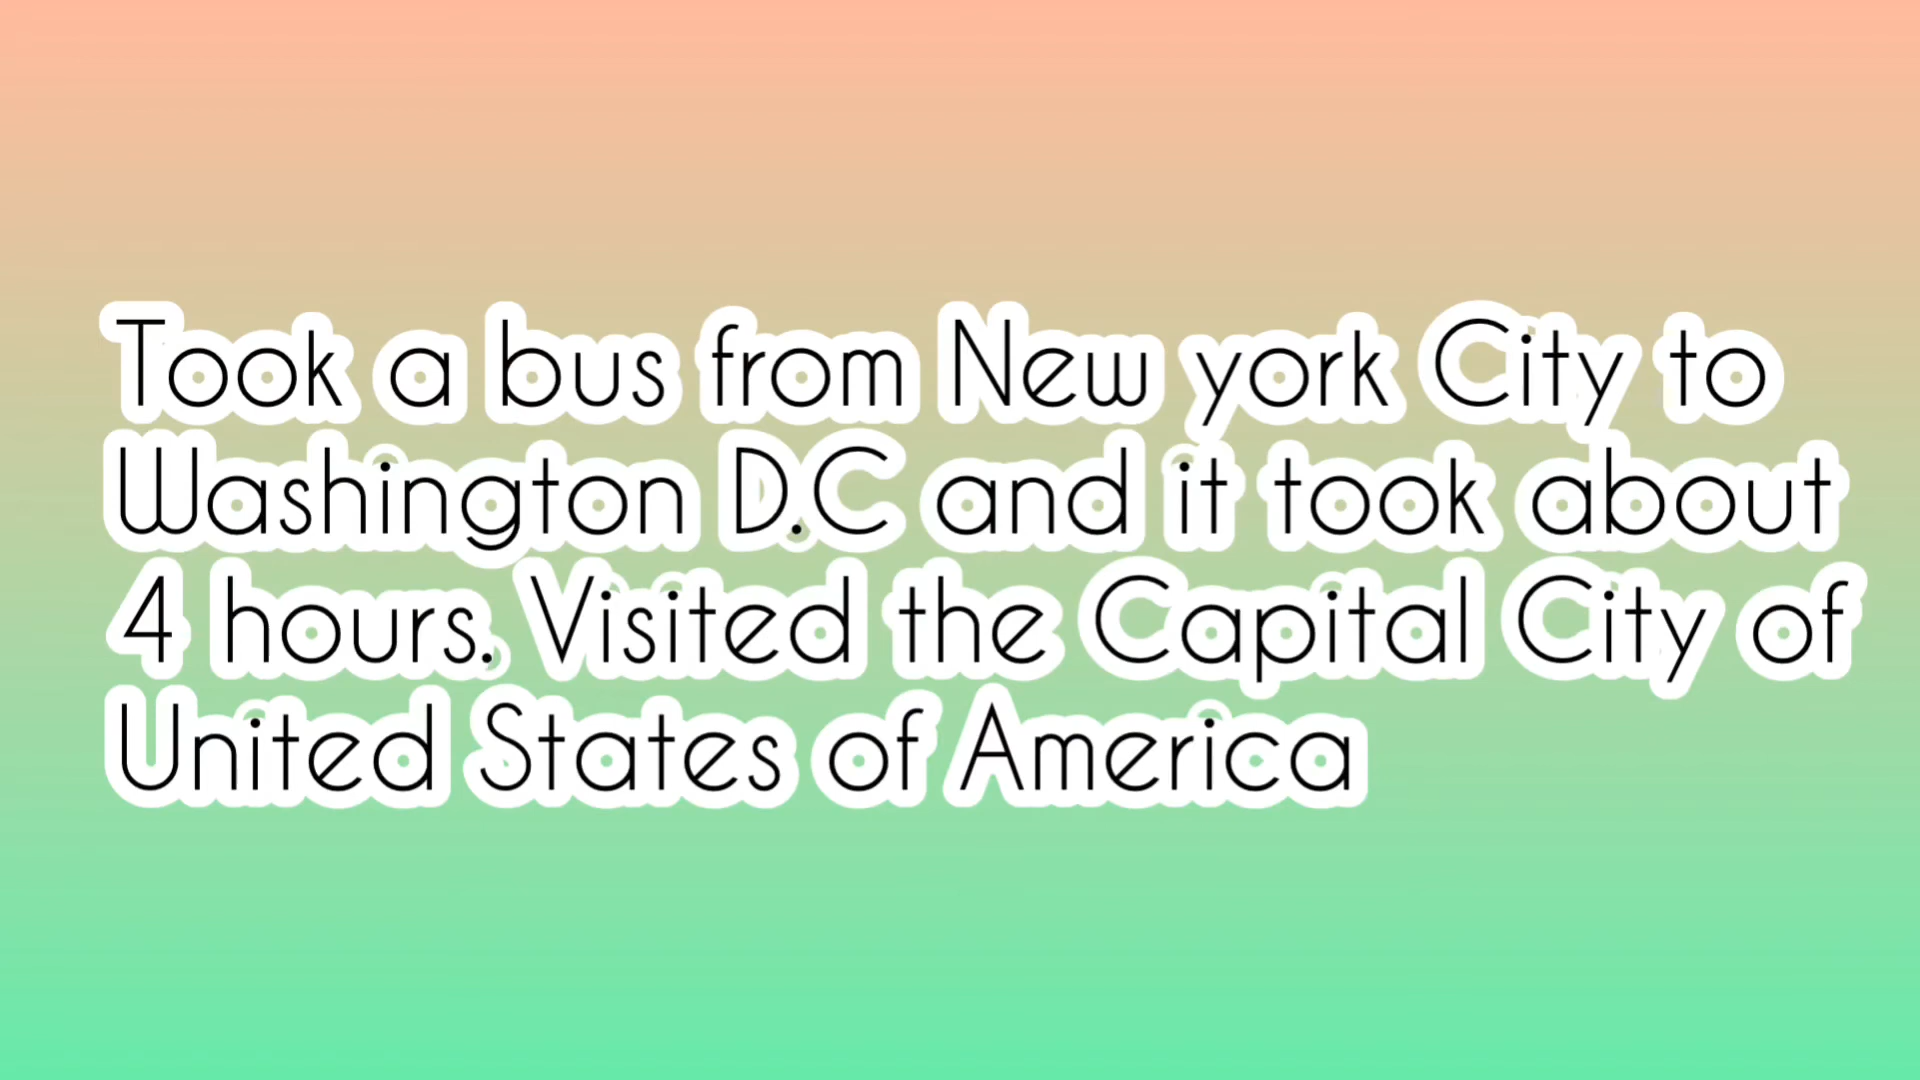 Took a bus from New york City to
Washington D.C and it took about
4 hours. Visited the Capital City of
United States of America